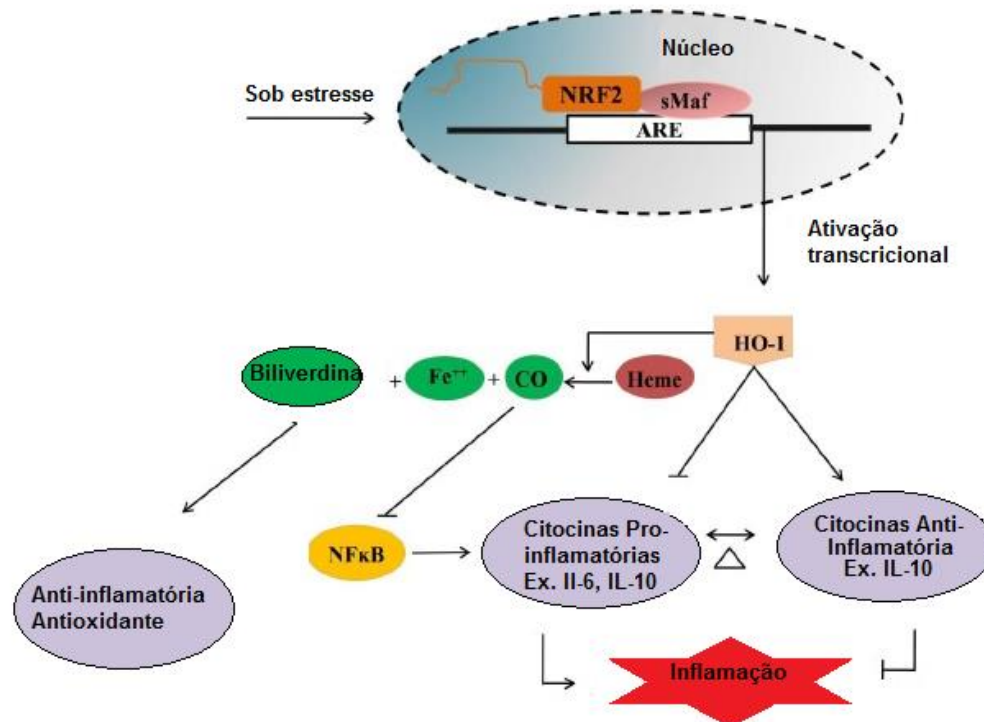 Núcleo
Sob estresse
NRF2
sMaf
ARE
Ativação
transcricional
HO-1
Biliverdina
+
Fe⁺⁺
+
CO
Heme
NFκB
Citocinas Pro-
inflamatórias
Ex. II-6, IL-10
Citocinas Anti-
Inflamatória
Ex. IL-10
Anti-inflamatória
Antioxidante
Inflamação